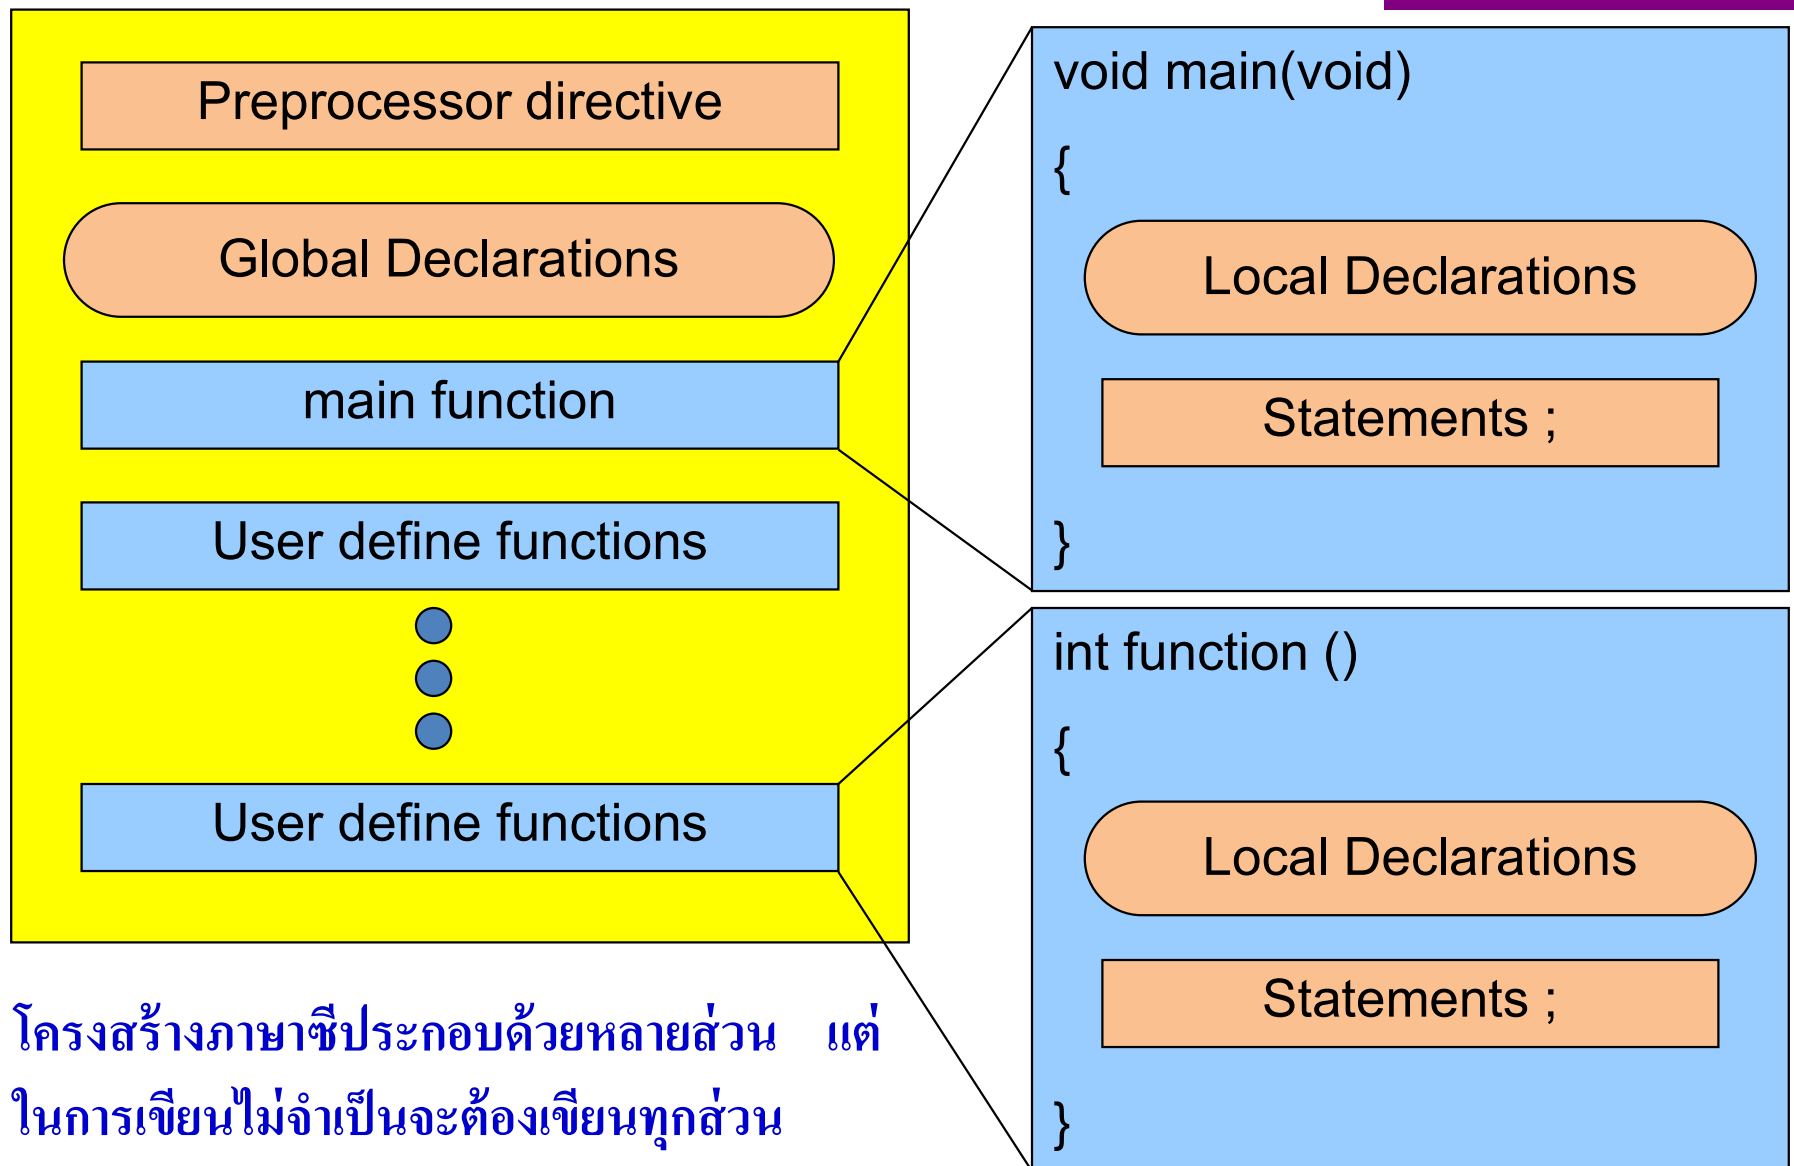 Preprocessor directive
Global Declarations
main function
User define functions
User define functions
void main(void)
{
Local Declarations
Statements ;
}
int function ()
{
Local Declarations
Statements ;
}
โครงสร้างภาษาซีประกอบด้วยหลายส่วน แต่
ในการเขียนไม่จำเป็นจะต้องเขียนทุกส่วน